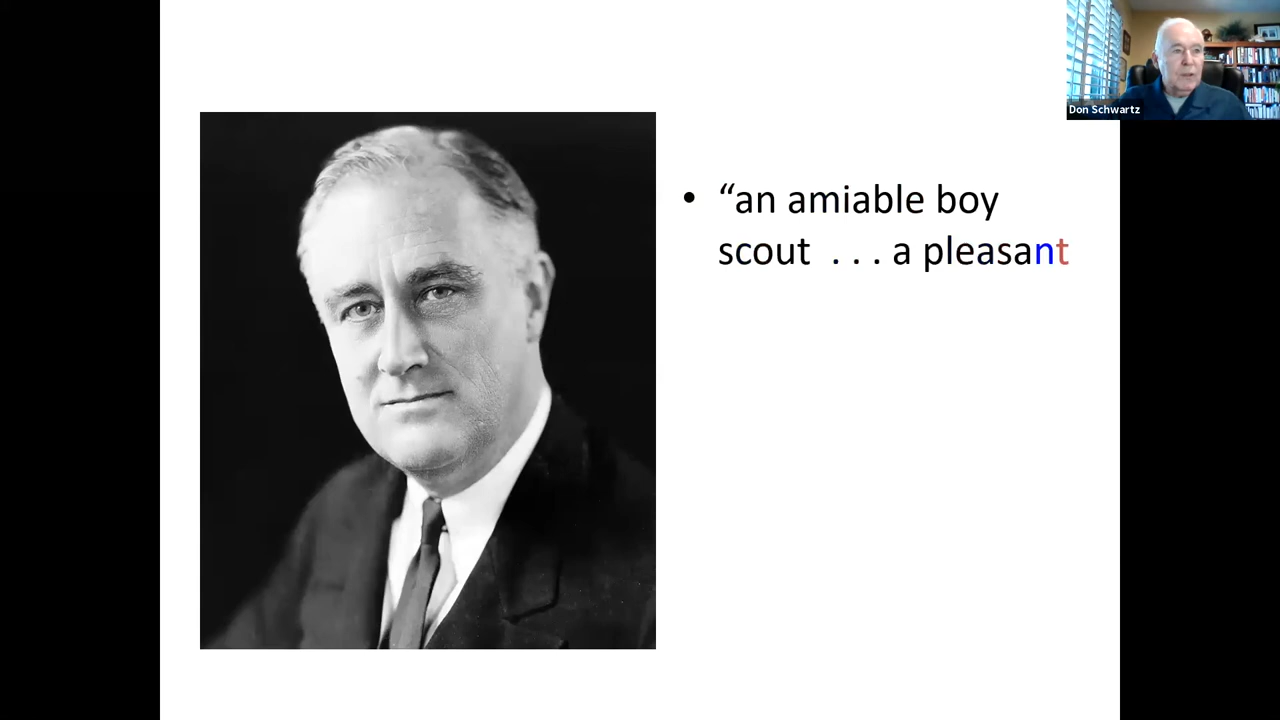 Don Schwartz
• “an amiable boy
scout . . . a pleasant